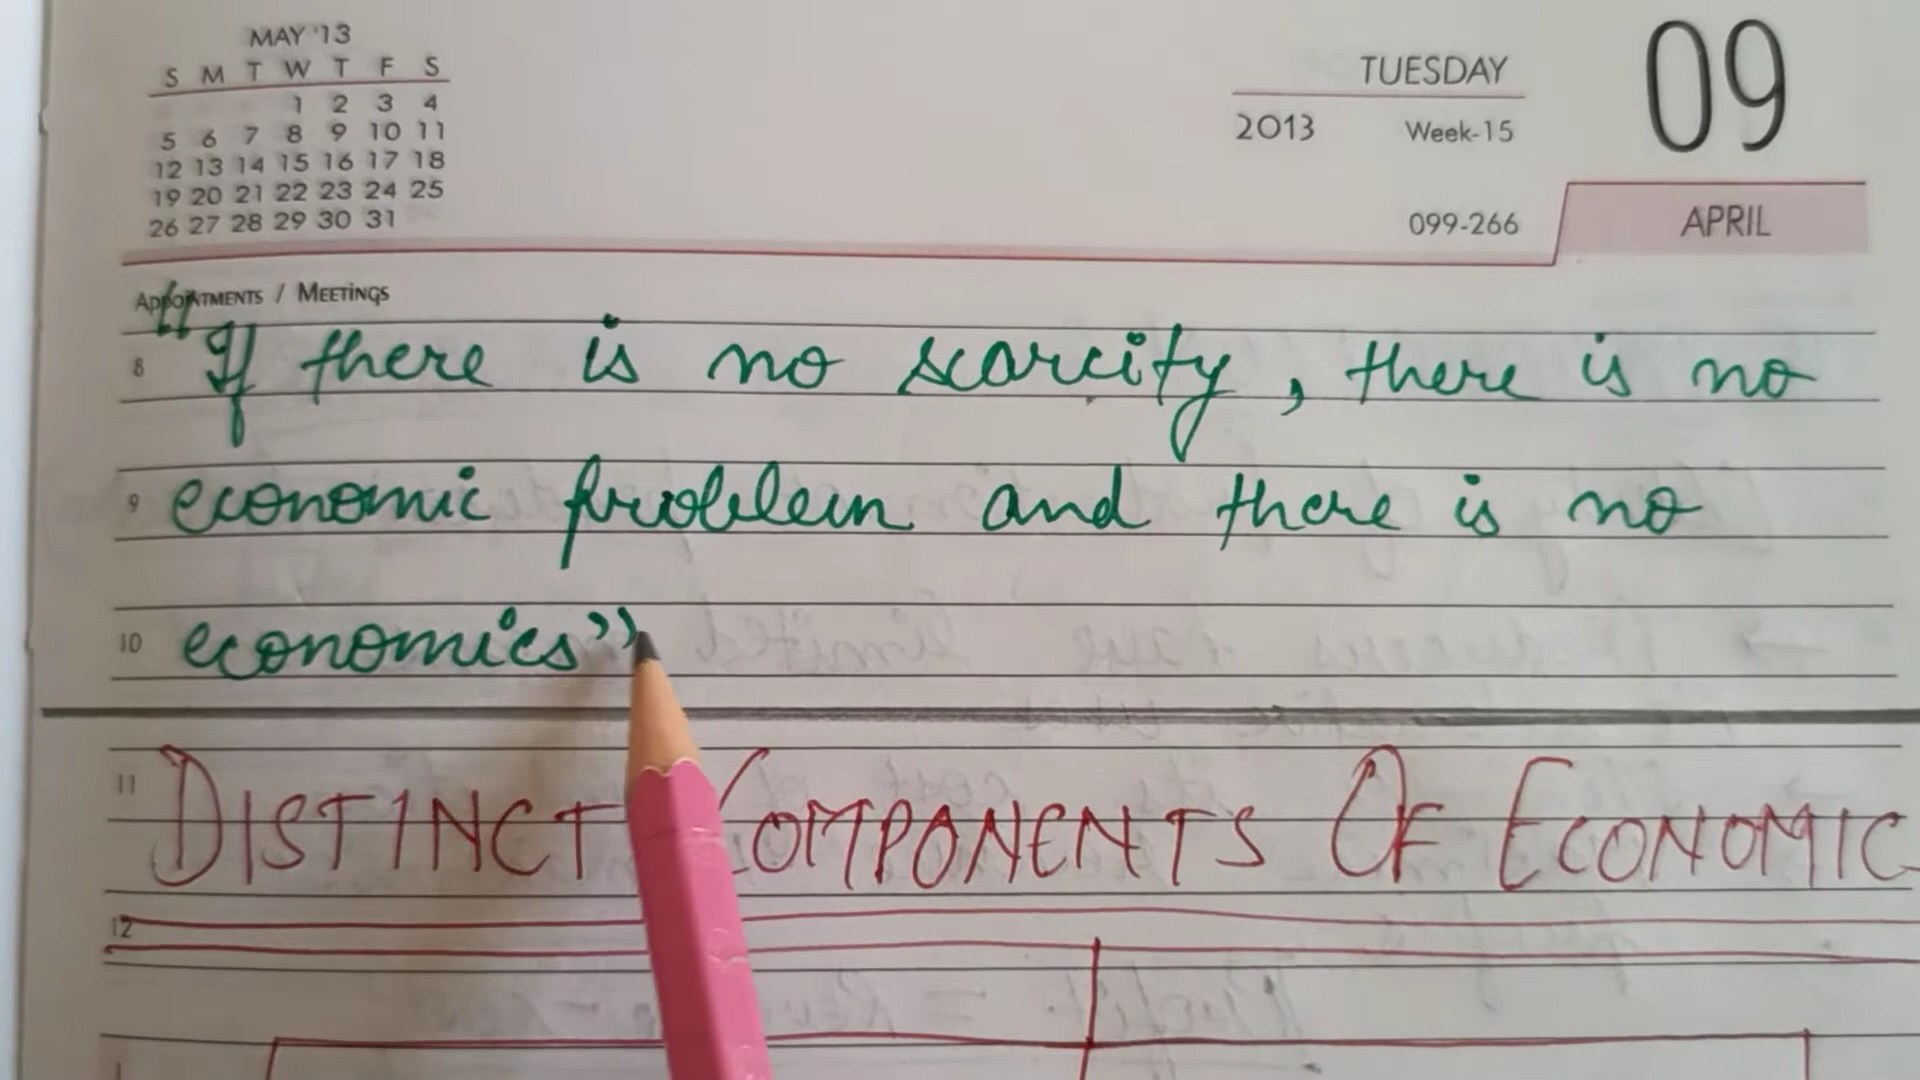 MAY '13
S M T W T F S
1 2 3 4
5 6 7 8 9 10 11
12 13 14 15 16 17 18
19 20 21 22 23 24 25
26 27 28 29 30 31
TUESDAY
2013 Week-15
099-266
09
APRIL
APPOINTMENTS / MEETINGS
8 "If there is no scarcity, there is no
9 economic problem and there is no
10 economics"
11 DISTINCT COMPONENTS OF ECONOMIC
12